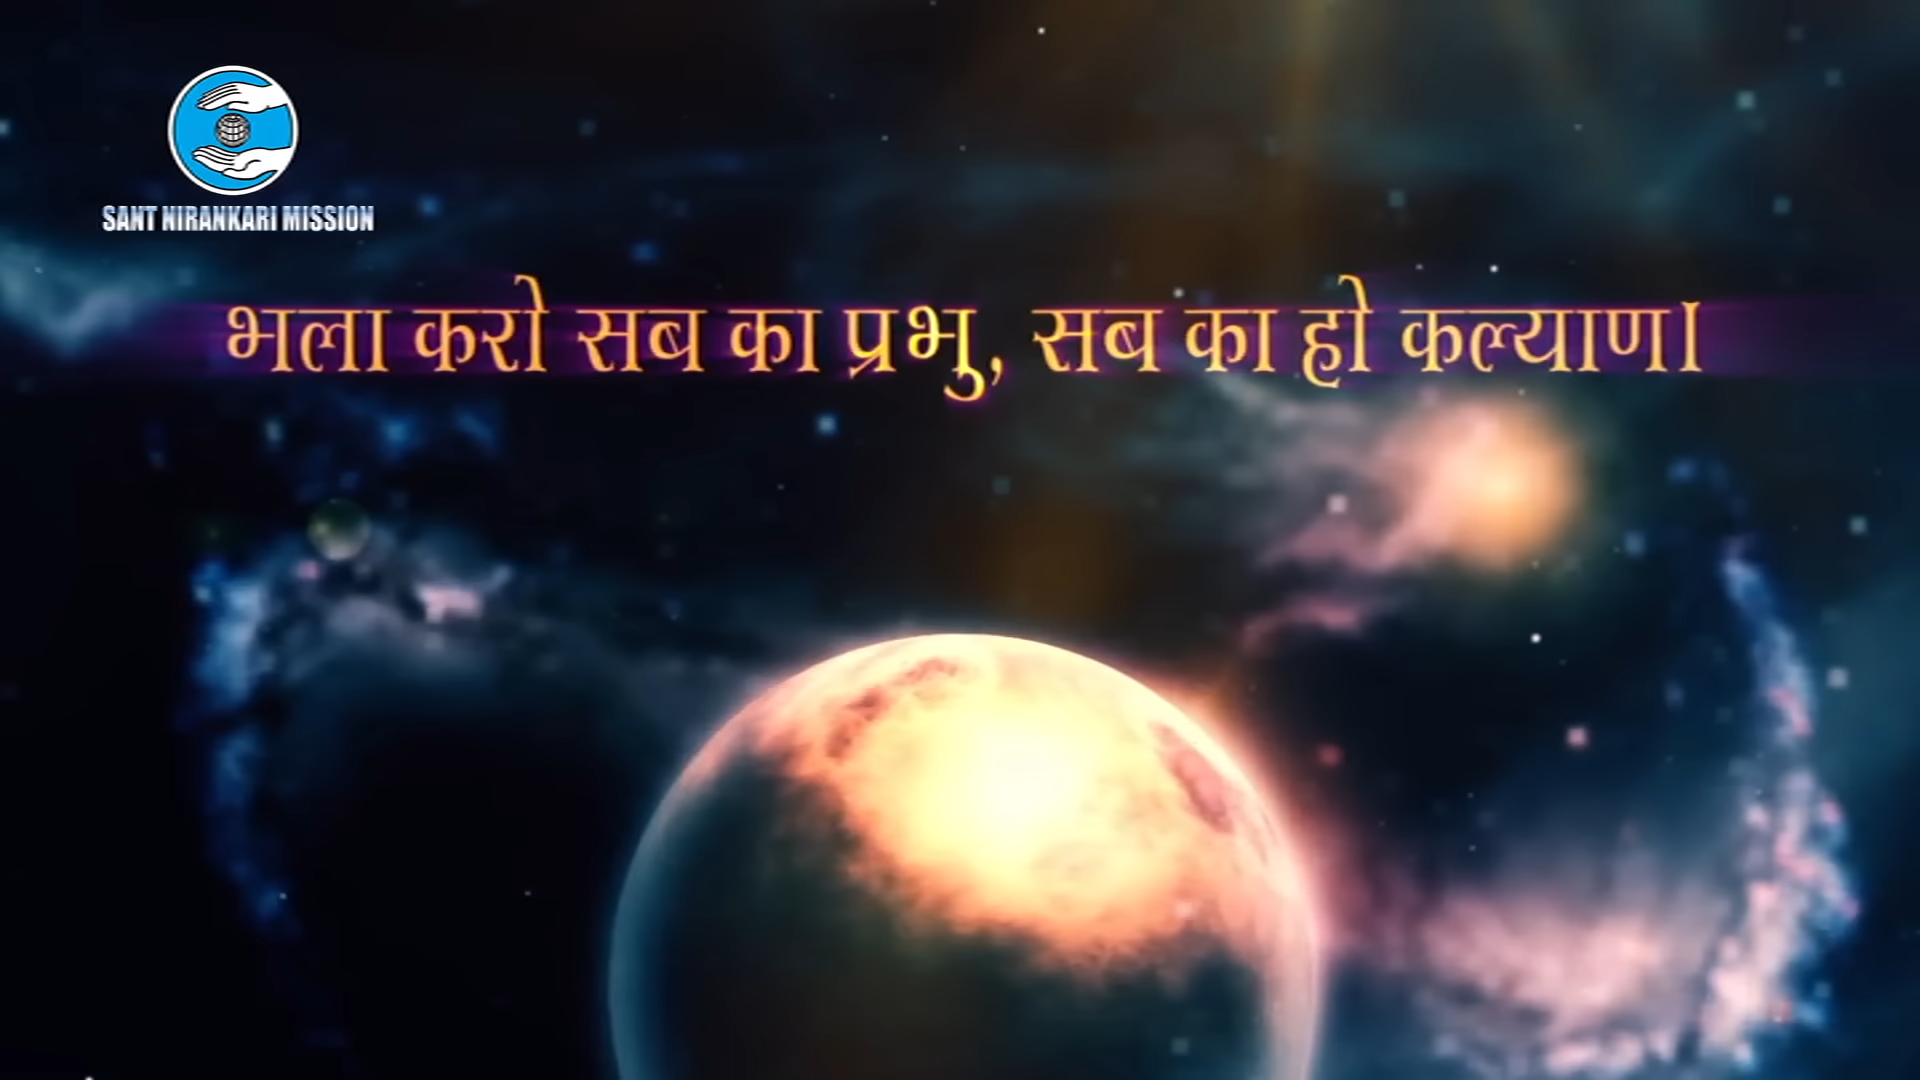 SANT NIRANKARI MISSION
भला करो सब का प्रभु, सब का हो कल्याण।